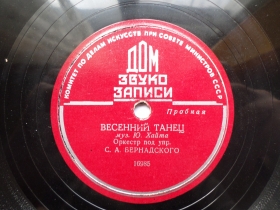 КОМИТЕТ ПО ДЕЛАМ ИСКУССТВ ПРИ СОВЕТЕ МИНИСТРОВ СССР
ДОМ
ЗВУКО
ЗАПИСИ
Пробная
ВЕСЕННИЙ ТАНЕЦ
муз. Ю. Хайта
Оркестр под упр.
С. А. БЕРНАДСКОГО
16985